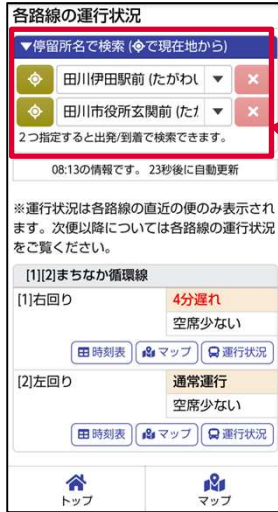 各路線の運行状況
▼停留所名で検索 (で現在地から)
田川伊田駅前 (たがわし ▼ ×
田川市役所玄関前 (たた ▼ ×
2つ指定すると出発/到着で検索できます。
08:13の情報です。 23秒後に自動更新
※運行状況は各路線の直近の便のみ表示され
ます。次便以降については各路線の運行状況
をご覧ください。
[1][2]まちなか循環線
[1]右回り 4分遅れ
空席少ない
時刻表 マップ 運行状況
[2]左回り 通常運行
空席少ない
時刻表 マップ 運行状況
トップ マップ